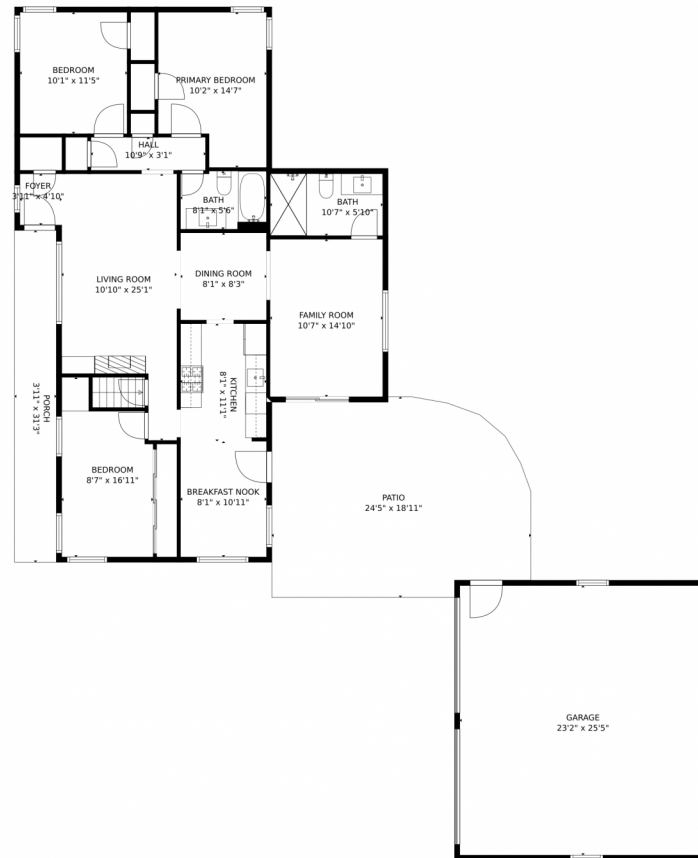 BEDROOM
10'1" x 11'5"
PRIMARY BEDROOM
10'2" x 14'7"
HALL
10'9" x 3'1"
FOYER
3'11" x 4'10"
BATH
8'1" x 5'6"
BATH
10'7" x 5'10"
LIVING ROOM
10'10" x 25'1"
DINING ROOM
8'1" x 8'3"
FAMILY ROOM
10'7" x 14'10"
PORCH
3'11" x 31'3"
KITCHEN
8'1" x 11'1"
BEDROOM
8'7" x 16'11"
BREAKFAST NOOK
8'1" x 10'11"
PATIO
24'5" x 18'11"
GARAGE
23'2" x 25'5"